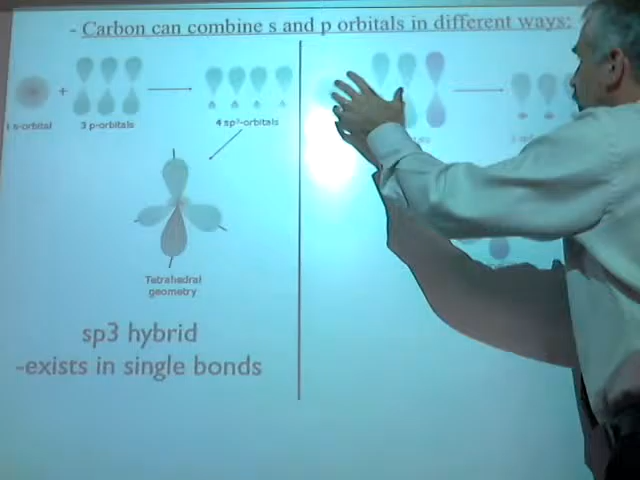 - Carbon can combine s and p orbitals in different ways:
+
1 s-orbital
3 p-orbitals
4 sp³-orbitals
Tetrahedral
geometry
sp3 hybrid
-exists in single bonds